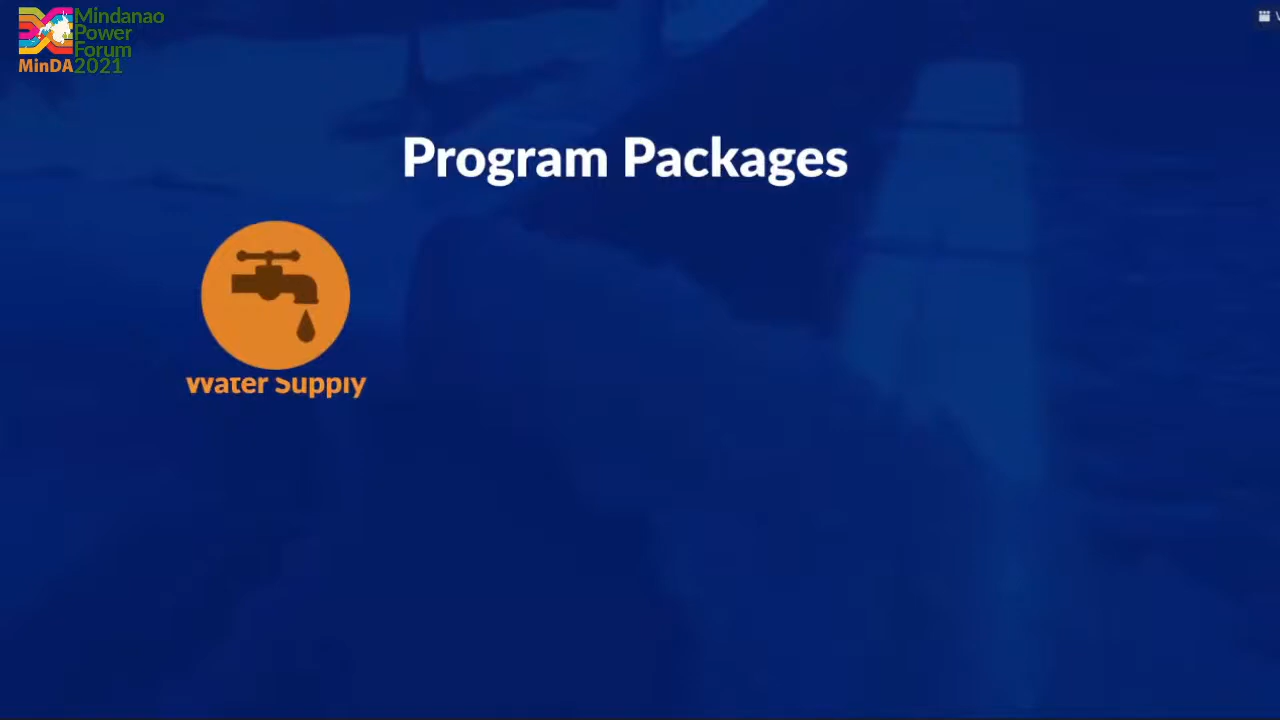 Mindanao
Power
Forum
MinDA2021
Program Packages
Water Supply